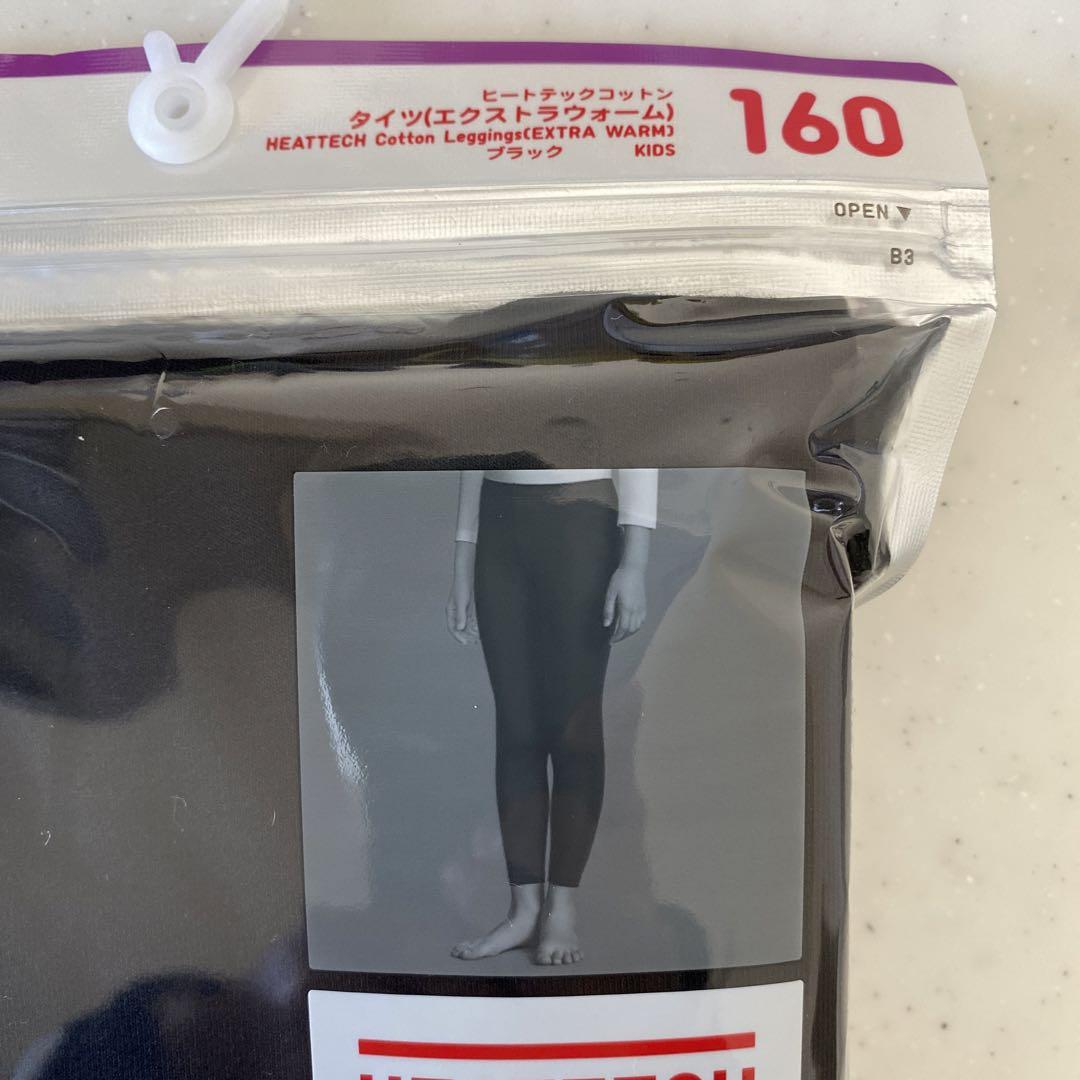 ヒートテックコットン
タイツ(エクストラウォーム)
HEATTECH Cotton Leggings(EXTRA WARM)
ブラック KIDS
160
OPEN▼
B3
HEATTECH